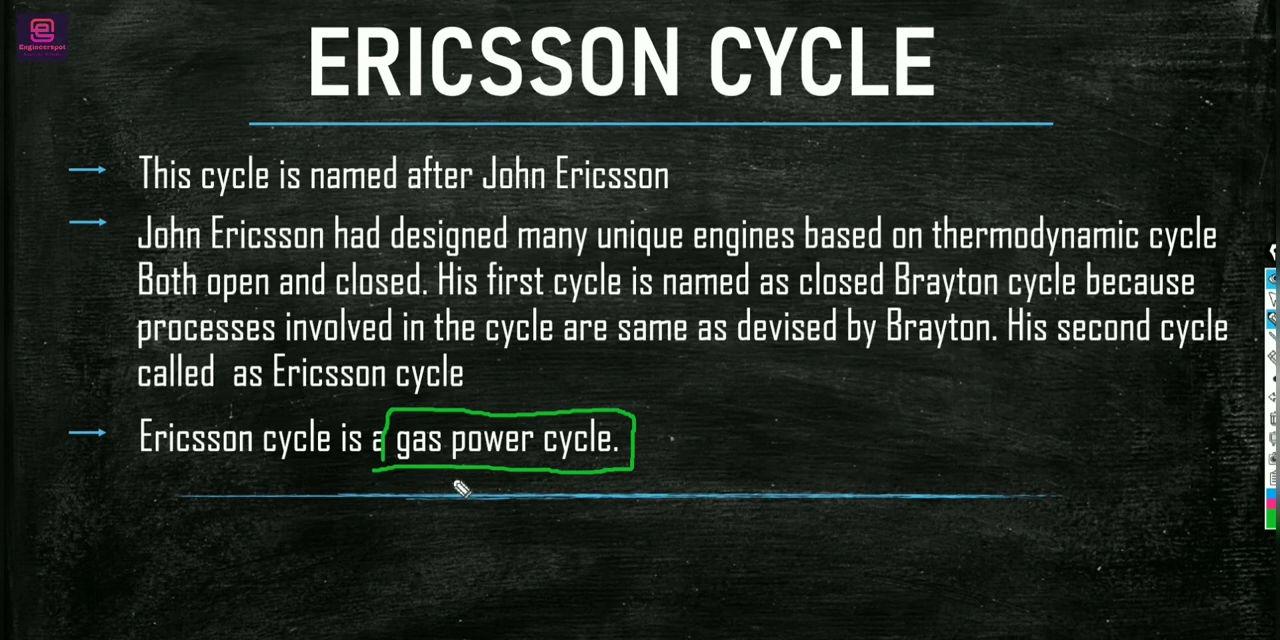 Engineerspot
ERICSSON CYCLE
This cycle is named after John Ericsson
John Ericsson had designed many unique engines based on thermodynamic cycle
Both open and closed. His first cycle is named as closed Brayton cycle because
processes involved in the cycle are same as devised by Brayton. His second cycle
called as Ericsson cycle
Ericsson cycle is a gas power cycle.